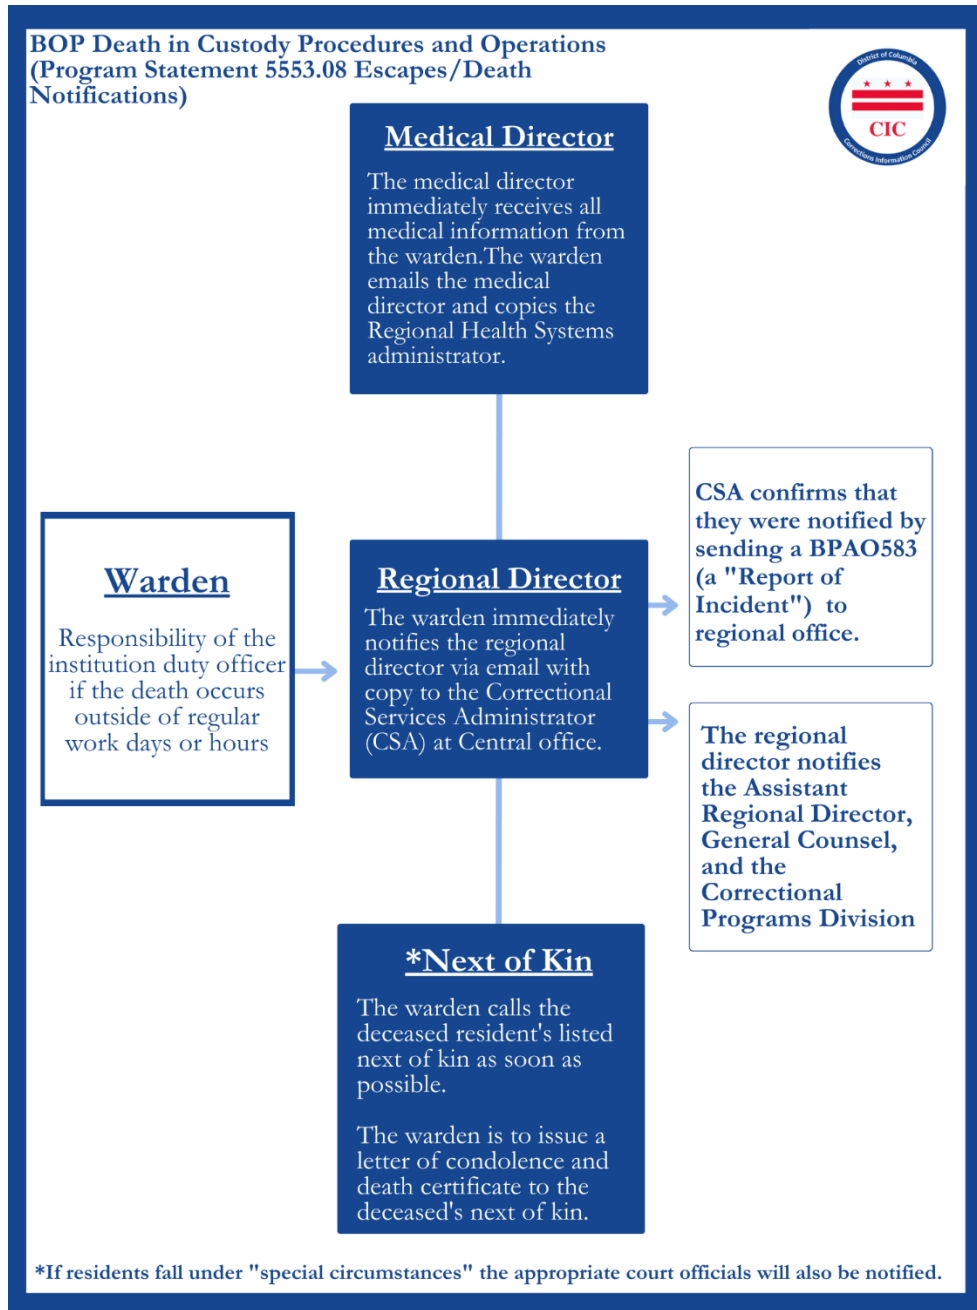 BOP Death in Custody Procedures and Operations
(Program Statement 5553.08 Escapes/Death
Notifications)
District of Columbia
CIC
Corrections Information Council
Medical Director
The medical director
immediately receives all
medical information from
the warden.The warden
emails the medical
director and copies the
Regional Health Systems
administrator.
Warden
Responsibility of the
institution duty officer
if the death occurs
outside of regular
work days or hours
Regional Director
The warden immediately
notifies the regional
director via email with
copy to the Correctional
Services Administrator
(CSA) at Central office.
CSA confirms that
they were notified by
sending a BPAO583
(a "Report of
Incident") to
regional office.
The regional
director notifies
the Assistant
Regional Director,
General Counsel,
and the
Correctional
Programs Division
*Next of Kin
The warden calls the
deceased resident's listed
next of kin as soon as
possible.
The warden is to issue a
letter of condolence and
death certificate to the
deceased's next of kin.
*If residents fall under "special circumstances" the appropriate court officials will also be notified.